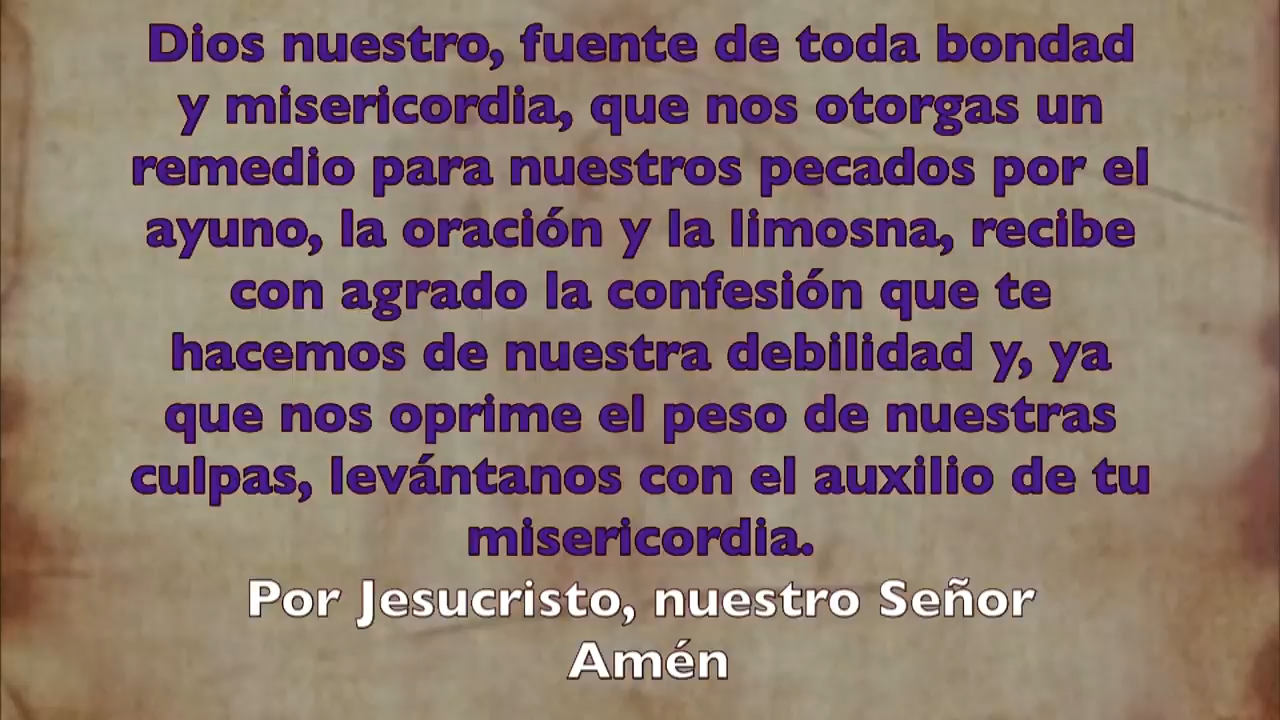 Dios nuestro, fuente de toda bondad
y misericordia, que nos otorgas un
remedio para nuestros pecados por el
ayuno, la oración y la limosna, recibe
con agrado la confesión que te
hacemos de nuestra debilidad y, ya
que nos oprime el peso de nuestras
culpas, levántanos con el auxilio de tu
misericordia.
Por Jesucristo, nuestro Señor
Amén